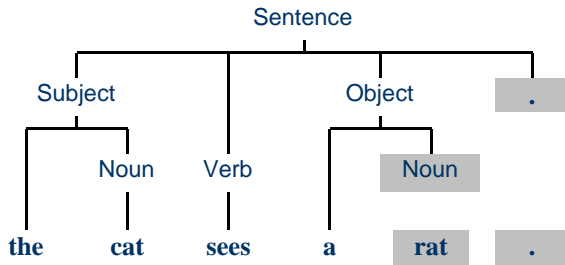 Sentence
Subject Object .
Noun Verb Noun
the cat sees a rat .